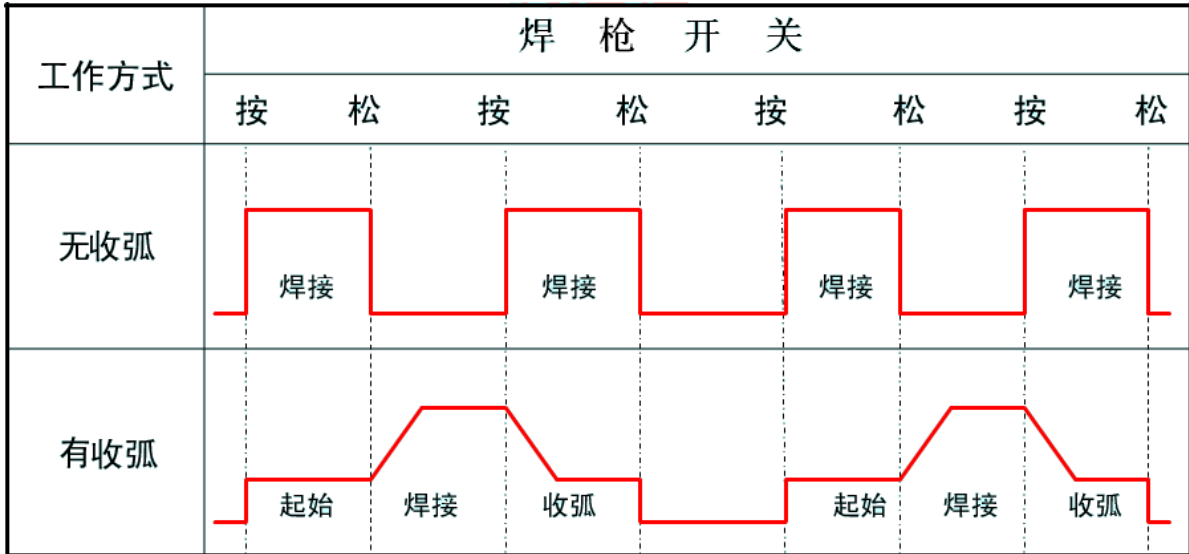 焊枪开关
工作方式
按 松 按 松 按 松 按 松
无收弧
焊接 焊接 焊接 焊接
有收弧
起始 焊接 收弧 起始 焊接 收弧